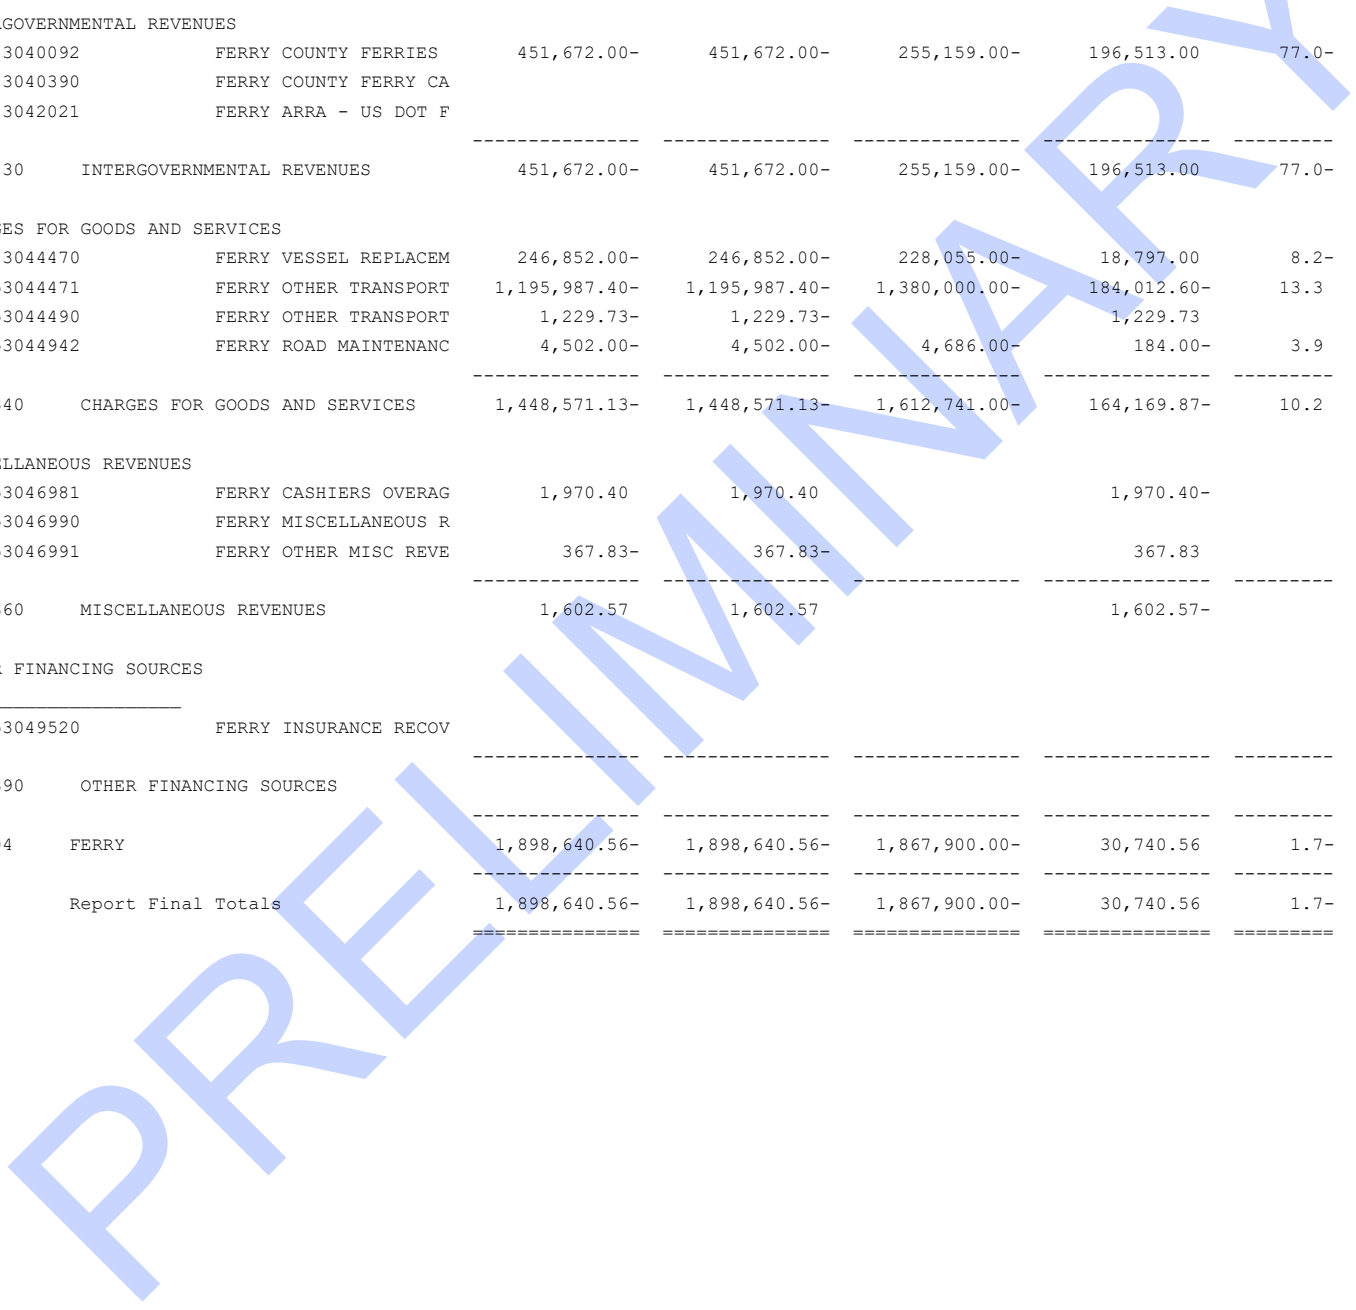 RGOVERNMENTAL REVENUES
3040092 FERRY COUNTY FERRIES 451,672.00- 451,672.00- 255,159.00- 196,513.00 77.0-
3040390 FERRY COUNTY FERRY CA
3042021 FERRY ARRA - US DOT F
--------------- --------------- --------------- --------------- ---------
30 INTERGOVERNMENTAL REVENUES 451,672.00- 451,672.00- 255,159.00- 196,513.00 77.0-
GES FOR GOODS AND SERVICES
3044470 FERRY VESSEL REPLACEM 246,852.00- 246,852.00- 228,055.00- 18,797.00 8.2-
3044471 FERRY OTHER TRANSPORT 1,195,987.40- 1,195,987.40- 1,380,000.00- 184,012.60- 13.3
3044490 FERRY OTHER TRANSPORT 1,229.73- 1,229.73- 1,229.73
3044942 FERRY ROAD MAINTENANC 4,502.00- 4,502.00- 4,686.00- 184.00- 3.9
--------------- --------------- --------------- --------------- ---------
40 CHARGES FOR GOODS AND SERVICES 1,448,571.13- 1,448,571.13- 1,612,741.00- 164,169.87- 10.2
ELLANEOUS REVENUES
3046981 FERRY CASHIERS OVERAG 1,970.40 1,970.40 1,970.40-
3046990 FERRY MISCELLANEOUS R
3046991 FERRY OTHER MISC REVE 367.83- 367.83- 367.83
--------------- --------------- --------------- --------------- ---------
360 MISCELLANEOUS REVENUES 1,602.57 1,602.57 1,602.57-
R FINANCING SOURCES
_________________
3049520 FERRY INSURANCE RECOV
--------------- --------------- --------------- --------------- ---------
390 OTHER FINANCING SOURCES
--------------- --------------- --------------- --------------- ---------
4 FERRY 1,898,640.56- 1,898,640.56- 1,867,900.00- 30,740.56 1.7-
--------------- --------------- --------------- --------------- ---------
Report Final Totals 1,898,640.56- 1,898,640.56- 1,867,900.00- 30,740.56 1.7-
=============== =============== =============== =============== =========
PRELIMINARY